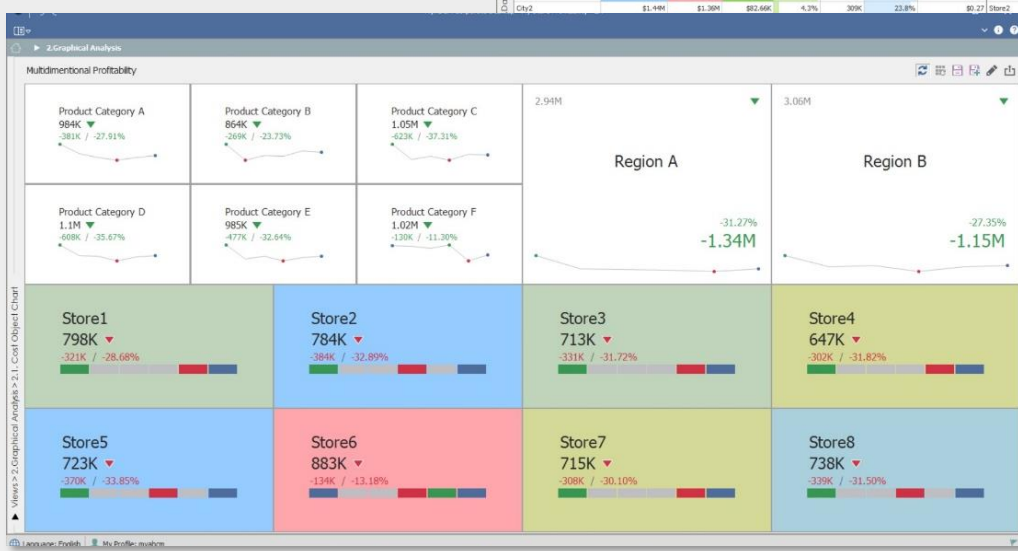 City2 $1.44M $1.36M $82.66K 4.3% 309K 23.8% $0.27 Store2
2.Graphical Analysis
Multidimentional Profitability
Product Category A
984K
-381K / -27.91%
Product Category B
864K
-269K / -23.73%
Product Category C
1.05M
-623K / -37.31%
Product Category D
1.1M
-608K / -35.67%
Product Category E
985K
-477K / -32.64%
Product Category F
1.02M
-130K / -11.30%
2.94M
Region A
-31.27%
-1.34M
3.06M
Region B
-27.35%
-1.15M
Store1
798K
-321K / -28.68%
Store2
784K
-384K / -32.89%
Store3
713K
-331K / -31.72%
Store4
647K
-302K / -31.82%
Store5
723K
-370K / -33.85%
Store6
883K
-134K / -13.18%
Store7
715K
-308K / -30.10%
Store8
738K
-339K / -31.50%
Views > 2.Graphical Analysis > 2.1. Cost Object Chart
Language: English My Profile: myabcm